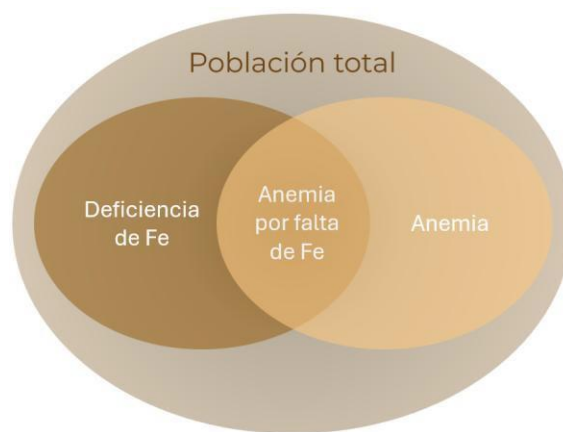 Población total
Deficiencia
de Fe
Anemia
por falta
de Fe
Anemia